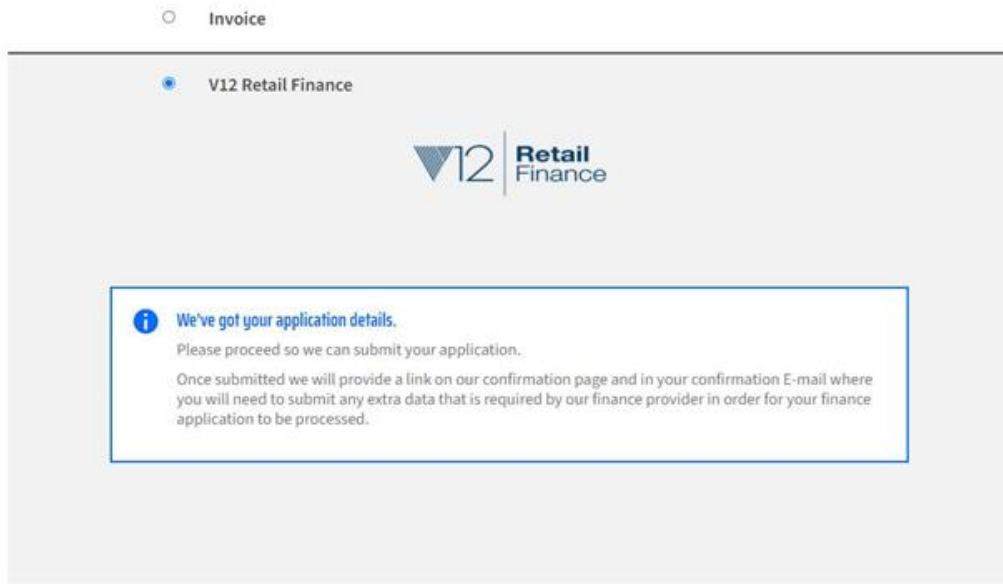 Invoice
V12 Retail Finance
V12 Retail
Finance
We've got your application details.
Please proceed so we can submit your application.
Once submitted we will provide a link on our confirmation page and in your confirmation E-mail where
you will need to submit any extra data that is required by our finance provider in order for your finance
application to be processed.